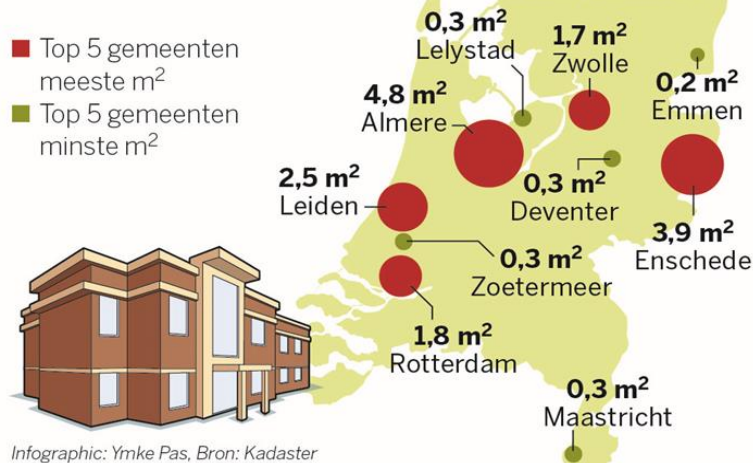 Top 5 gemeenten
meeste m²
Top 5 gemeenten
minste m²
0,3 m²
Lelystad
1,7 m²
Zwolle
0,2 m²
Emmen
4,8 m²
Almere
2,5 m²
Leiden
0,3 m²
Deventer
3,9 m²
Enschede
0,3 m²
Zoetermeer
1,8 m²
Rotterdam
0,3 m²
Maastricht
Infographic: Ymke Pas, Bron: Kadaster